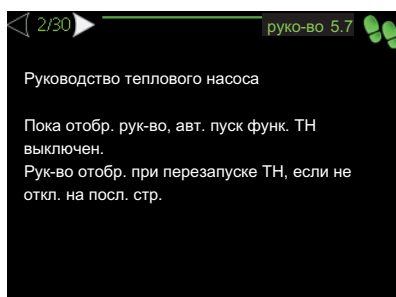 2/30
руко-во 5.7
Руководство теплового насоса
Пока отобр. рук-во, авт. пуск функ. ТН
выключен.
Рук-во отобр. при перезапуске ТН, если не
откл. на посл. стр.